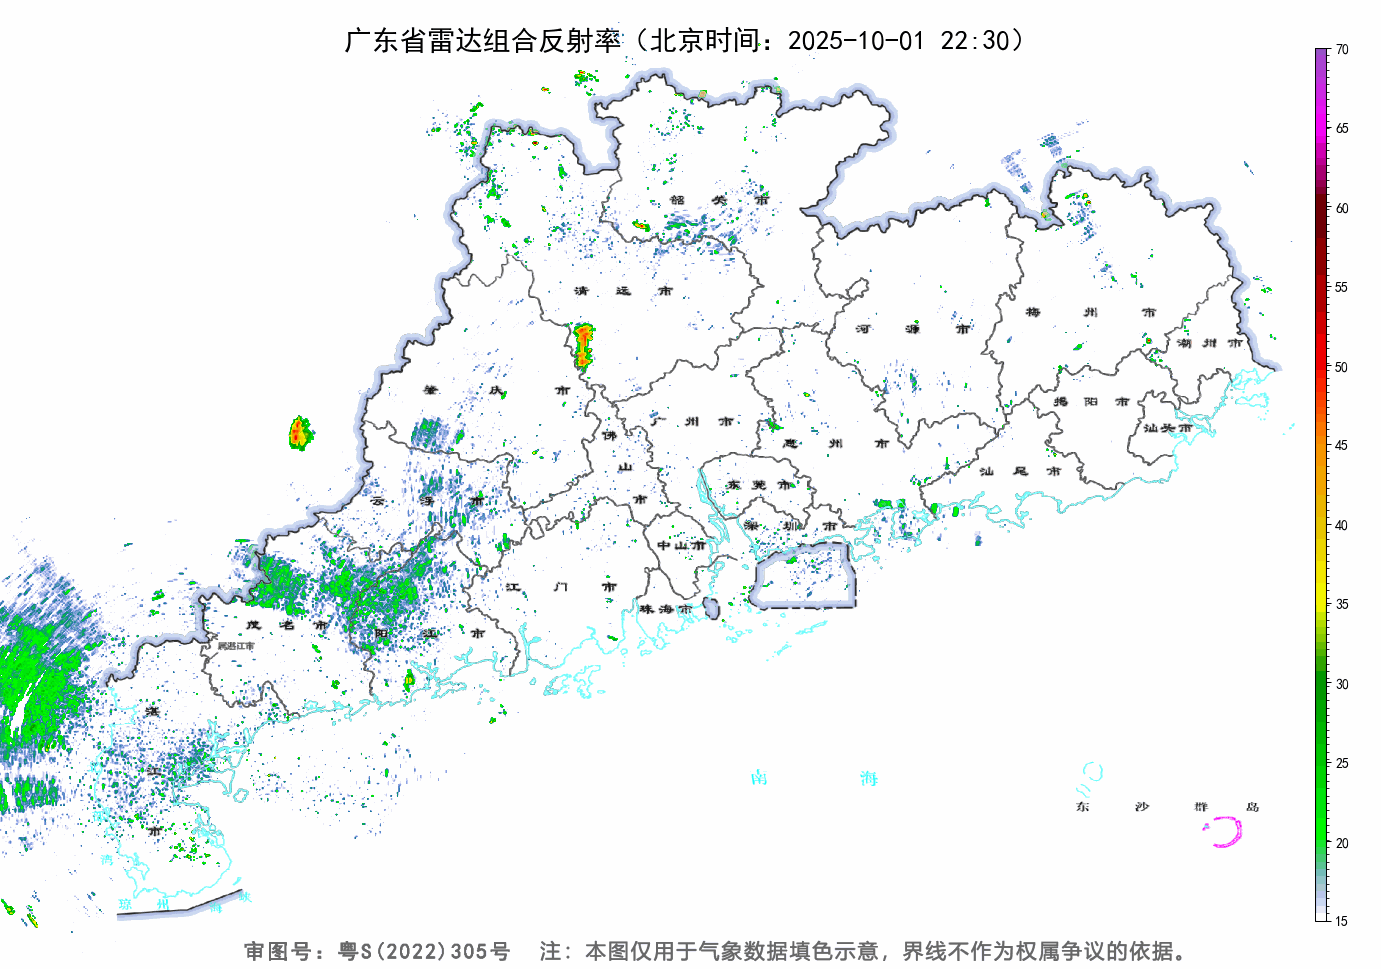 广东省雷达组合反射率（北京时间：2025-10-01 22:30）
70
65
60
55
50
45
40
35
30
25
20
15
韶关市
清远市
河源市
梅州市
潮州市
肇庆市
广州市
惠州市
揭阳市
汕头市
佛山市
云浮市
东莞市
汕尾市
深圳市
中山市
江门市
珠海市
茂名市
阳江市
属湛江市
湛江市
南海
东沙群岛
湾
琼州海峡
审图号：粤S(2022)305号 注：本图仅用于气象数据填色示意，界线不作为权属争议的依据。